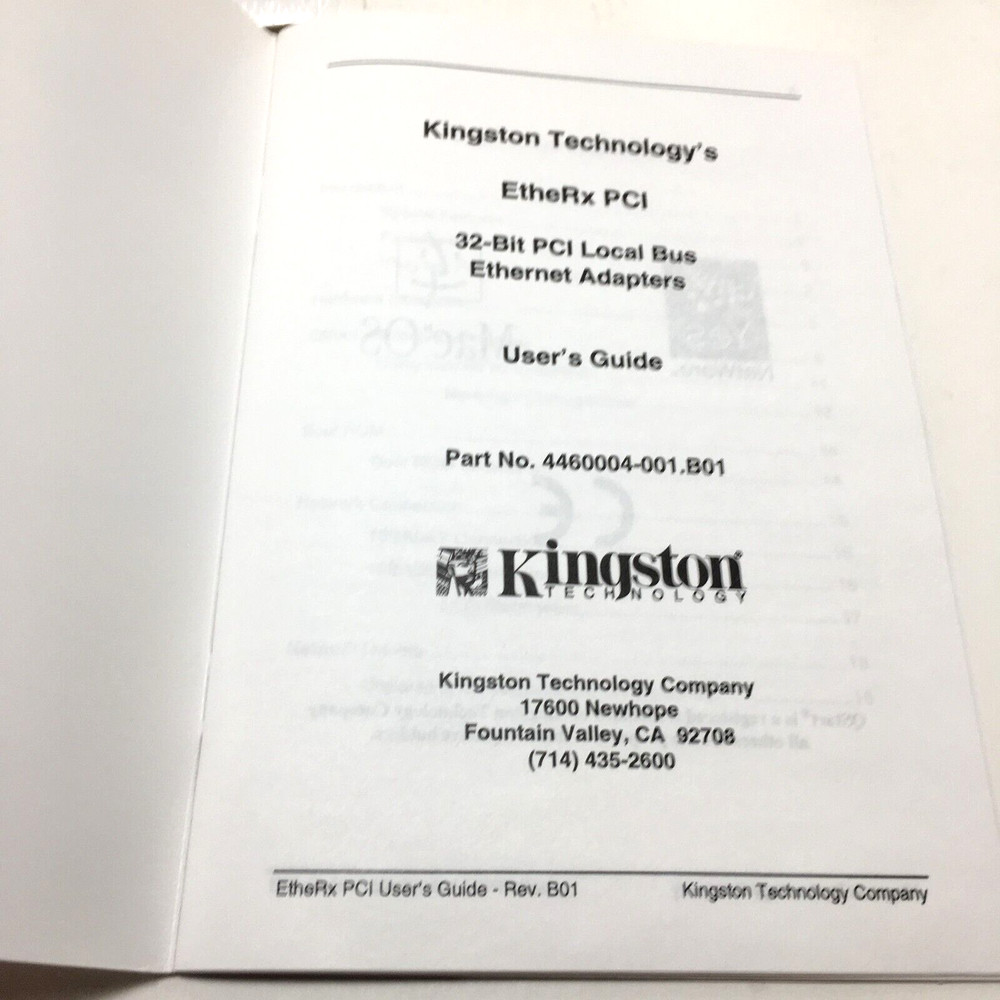 Kingston Technology's
EtheRx PCI
32-Bit PCI Local Bus
Ethernet Adapters
User's Guide
Part No. 4460004-001.B01
Kingston
TECHNOLOGY
Kingston Technology Company
17600 Newhope
Fountain Valley, CA 92708
(714) 435-2600
EtheRx PCI User's Guide - Rev. B01 Kingston Technology Company